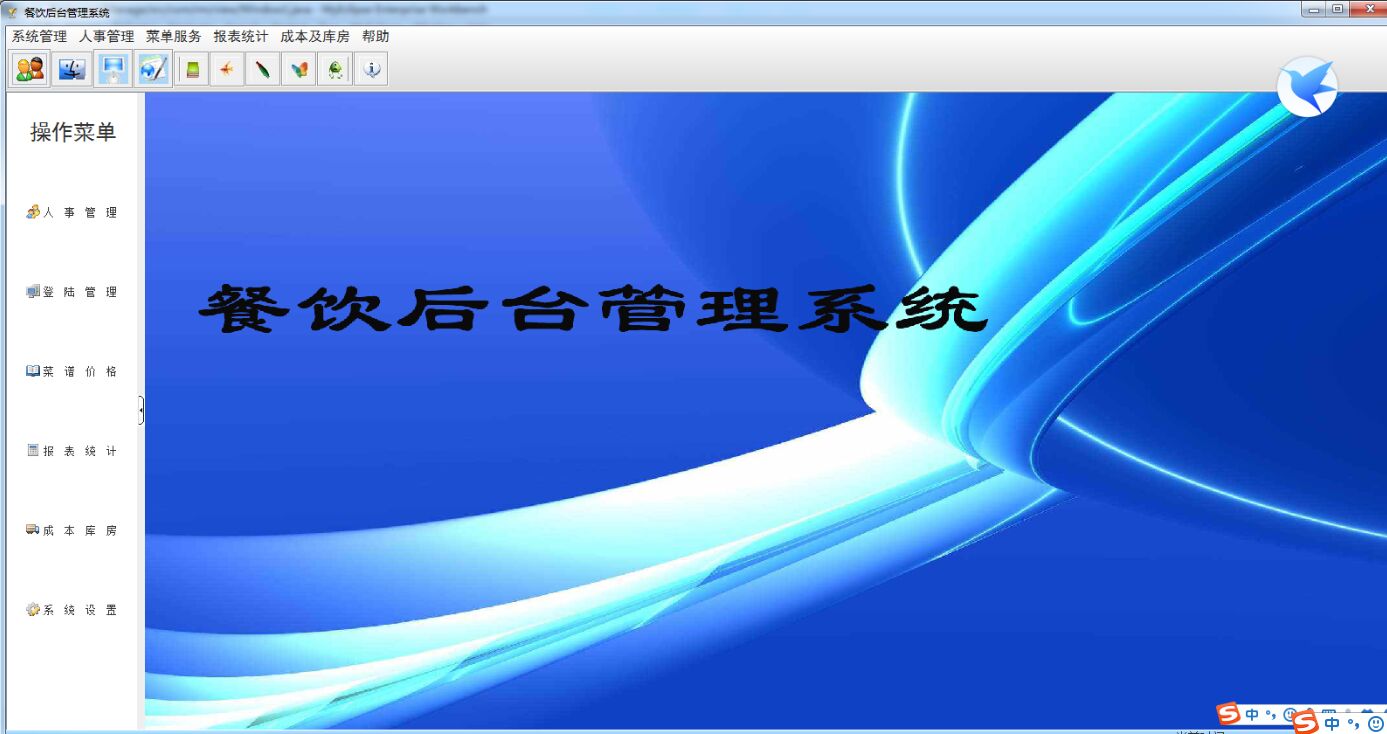 餐饮后台管理系统
系统管理 人事管理 菜单服务 报表统计 成本及库房 帮助
操作菜单
人 事 管 理
登 陆 管 理
菜 谱 价 格
报 表 统 计
成 本 库 房
系 统 设 置
餐饮后台管理系统
中
中